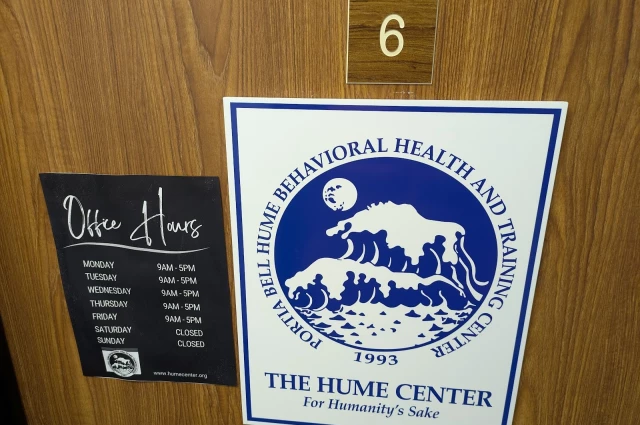 6
Office Hours
MONDAY 9AM - 5PM
TUESDAY 9AM - 5PM
WEDNESDAY 9AM - 5PM
THURSDAY 9AM - 5PM
FRIDAY 9AM - 5PM
SATURDAY CLOSED
SUNDAY CLOSED
www.humecenter.org
PORTIA BELL HUME BEHAVIORAL HEALTH AND TRAINING CENTER
1993
THE HUME CENTER
For Humanity's Sake